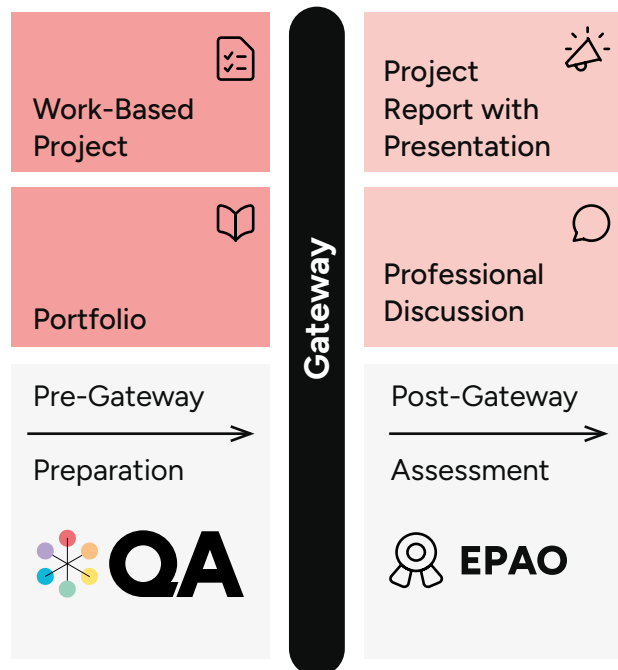 Work-Based
Project
Portfolio
Pre-Gateway
Preparation
QA
Gateway
Project
Report with
Presentation
Professional
Discussion
Post-Gateway
Assessment
EPAO